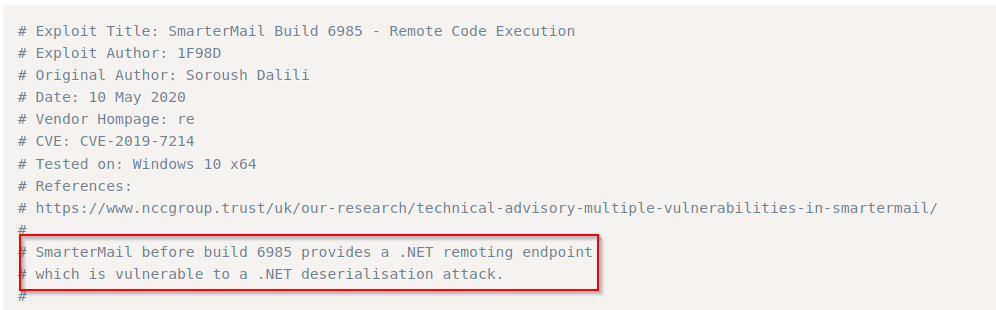 # Exploit Title: SmarterMail Build 6985 - Remote Code Execution
# Exploit Author: 1F98D
# Original Author: Soroush Dalili
# Date: 10 May 2020
# Vendor Hompage: re
# CVE: CVE-2019-7214
# Tested on: Windows 10 x64
# References:
# https://www.nccgroup.trust/uk/our-research/technical-advisory-multiple-vulnerabilities-in-smartermail/
#
# SmarterMail before build 6985 provides a .NET remoting endpoint
# which is vulnerable to a .NET deserialisation attack.
#